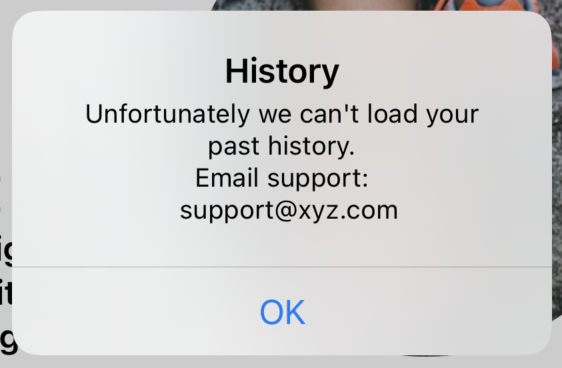 History
Unfortunately we can't load your
past history.
Email support:
support@xyz.com
OK